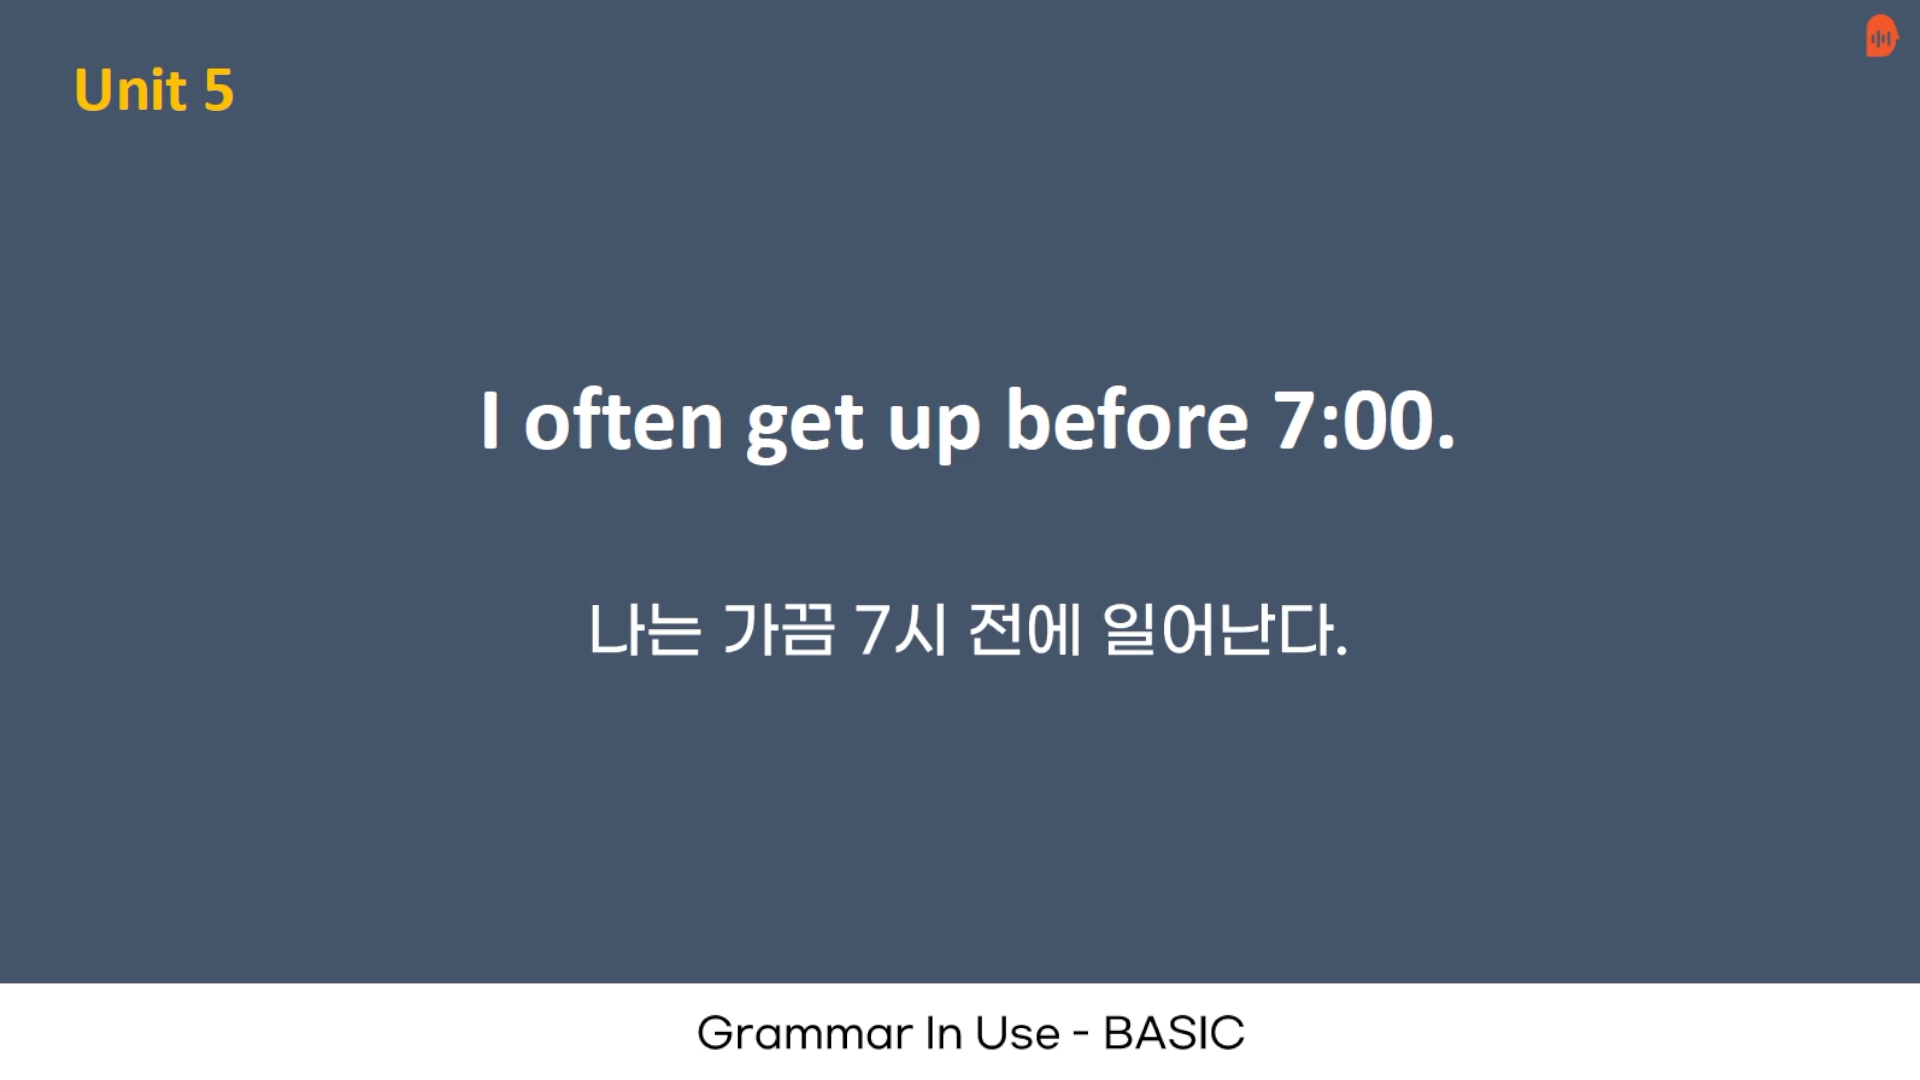 Unit 5
I often get up before 7:00.
나는 가끔 7시 전에 일어난다.
Grammar In Use - BASIC